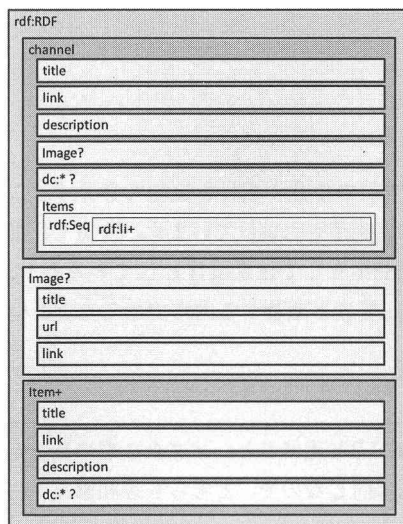 rdf:RDF
channel
title
link
description
Image?
dc:* ?
Items
rdf:Seq rdf:li+
Image?
title
url
link
Item+
title
link
description
dc:* ?